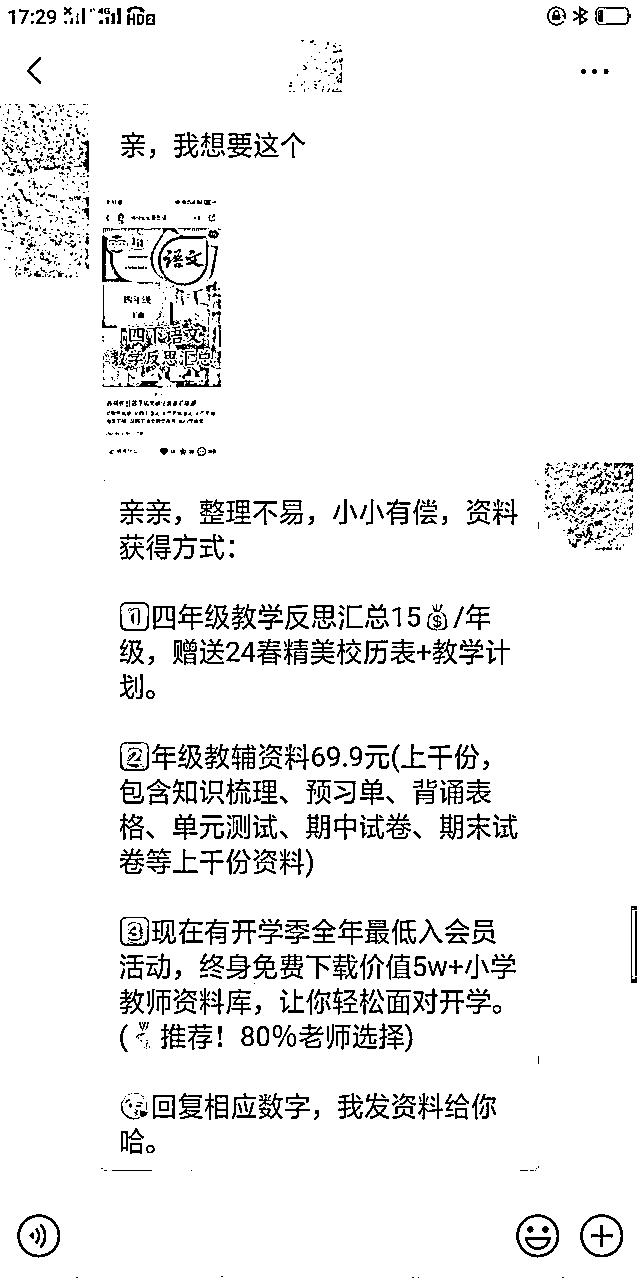 17:29
4G
HD2
亲，我想要这个
语文
四年级
四下语文
教学反思汇总
亲亲，整理不易，小小有偿，资料
获得方式：
1四年级教学反思汇总15💰/年
级，赠送24春精美校历表+教学计
划。
2年级教辅资料69.9元(上千份，
包含知识梳理、预习单、背诵表
格、单元测试、期中试卷、期末试
卷等上千份资料)
3现在有开学季全年最低入会员
活动，终身免费下载价值5w+小学
教师资料库，让你轻松面对开学。
(✌推荐！80%老师选择)
😘回复相应数字，我发资料给你
哈。